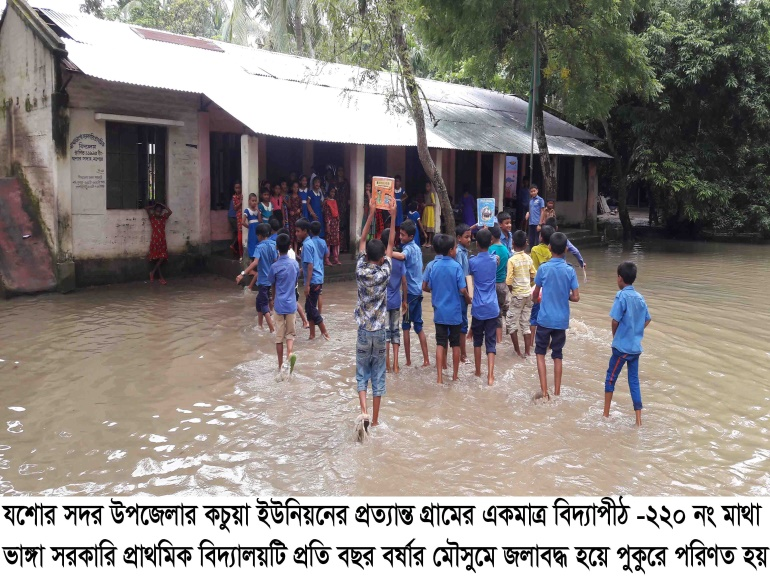 যশোর সদর উপজেলার কচুয়া ইউনিয়নের প্রত্যান্ত গ্রামের একমাত্র বিদ্যাপীঠ -২২০ নং মাথা
ভাঙ্গা সরকারি প্রাথমিক বিদ্যালয়টি প্রতি বছর বর্ষার মৌসুমে জলাবদ্ধ হয়ে পুকুরে পরিণত হয়